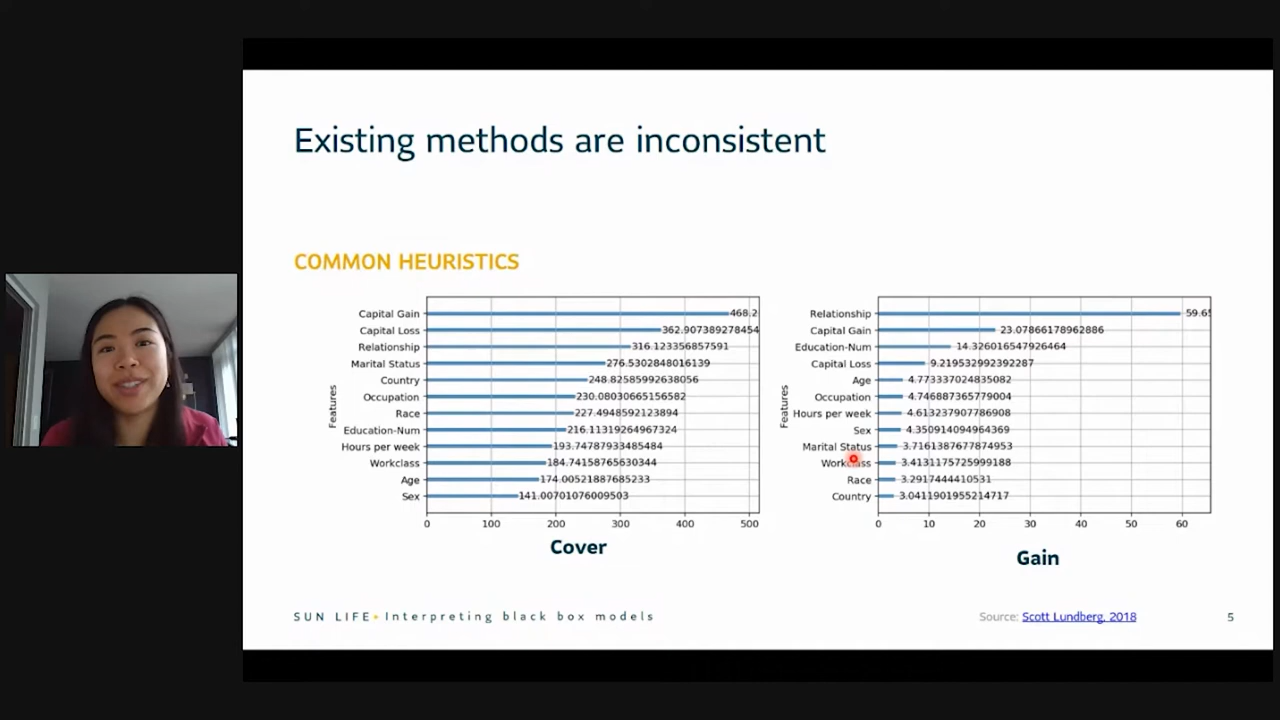 Existing methods are inconsistent
COMMON HEURISTICS
Features
Capital Gain 468.2
Capital Loss 362.907389278454
Relationship 316.123356857591
Marital Status 276.5302848016139
Country 248.82585992638056
Occupation 230.08030665156582
Race 227.4948592123894
Education-Num 216.11319264967324
Hours per week 193.74787933485484
Workclass 184.74158765630344
Age 174.00521887685233
Sex 141.00701076009503
0 100 200 300 400 500
Cover
Features
Relationship 59.65
Capital Gain 23.07866178962886
Education-Num 14.326016547926464
Capital Loss 9.219532992392287
Age 4.773337024835082
Occupation 4.746887365779004
Hours per week 4.613237907786908
Sex 4.350914094964369
Marital Status 3.7161387677874953
Workclass 3.4131175725999188
Race 3.2917444410531
Country 3.0411901955214717
0 10 20 30 40 50 60
Gain
SUN LIFE • Interpreting black box models
Source: Scott Lundberg, 2018
5